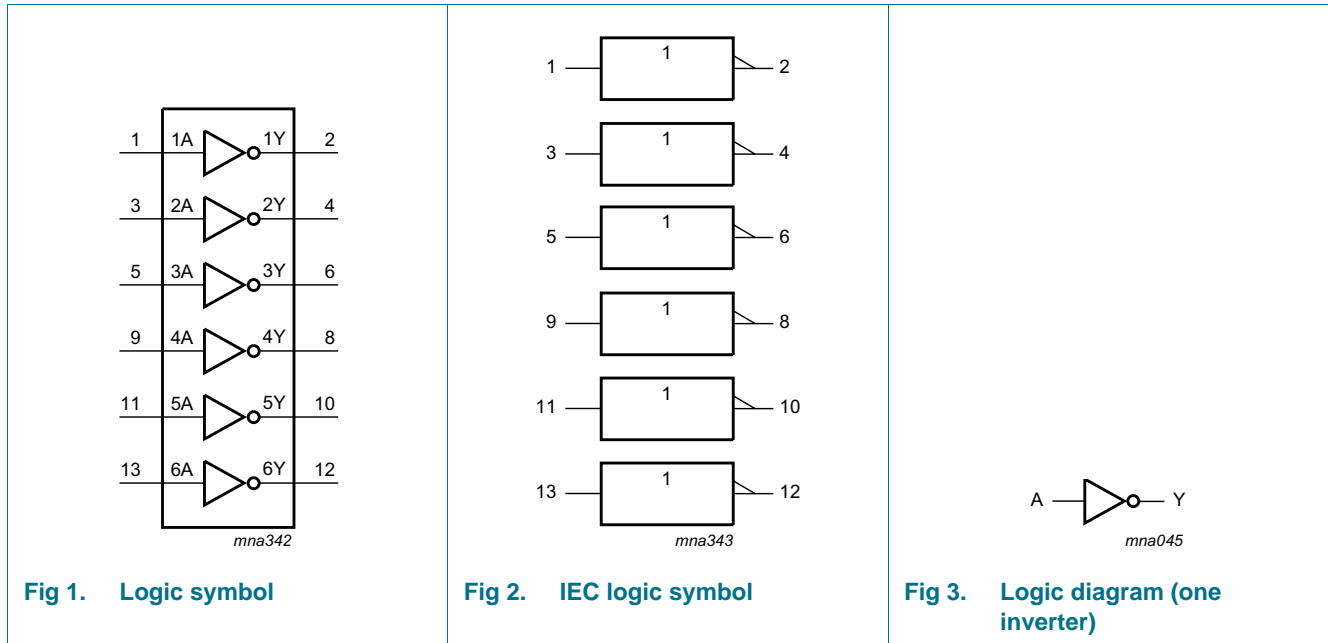 1 1A 1Y 2
3 2A 2Y 4
5 3A 3Y 6
9 4A 4Y 8
11 5A 5Y 10
13 6A 6Y 12
mna342
Fig 1. Logic symbol
1 1 2
3 1 4
5 1 6
9 1 8
11 1 10
13 1 12
mna343
Fig 2. IEC logic symbol
A Y
mna045
Fig 3. Logic diagram (one
inverter)